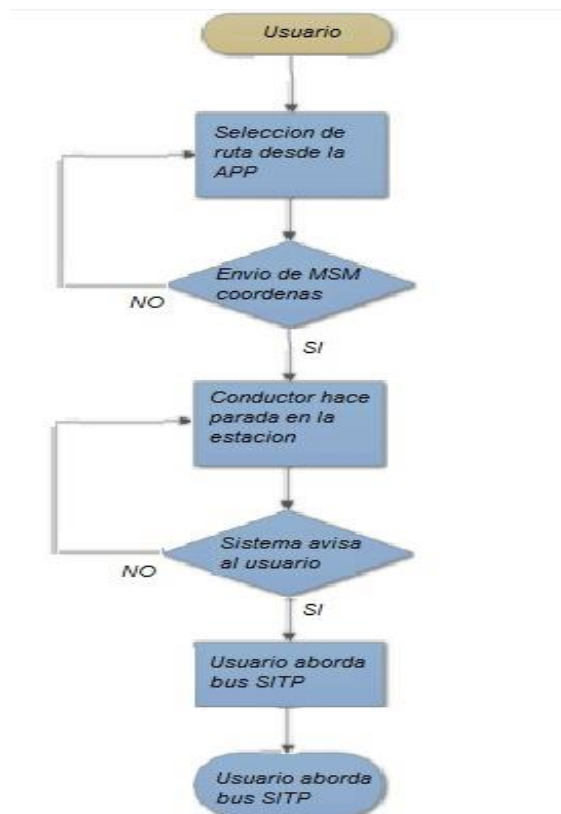 Usuario
Seleccion de
ruta desde la
APP
Envio de MSM
coordenas
NO
SI
Conductor hace
parada en la
estacion
Sistema avisa
al usuario
NO
SI
Usuario aborda
bus SITP
Usuario aborda
bus SITP